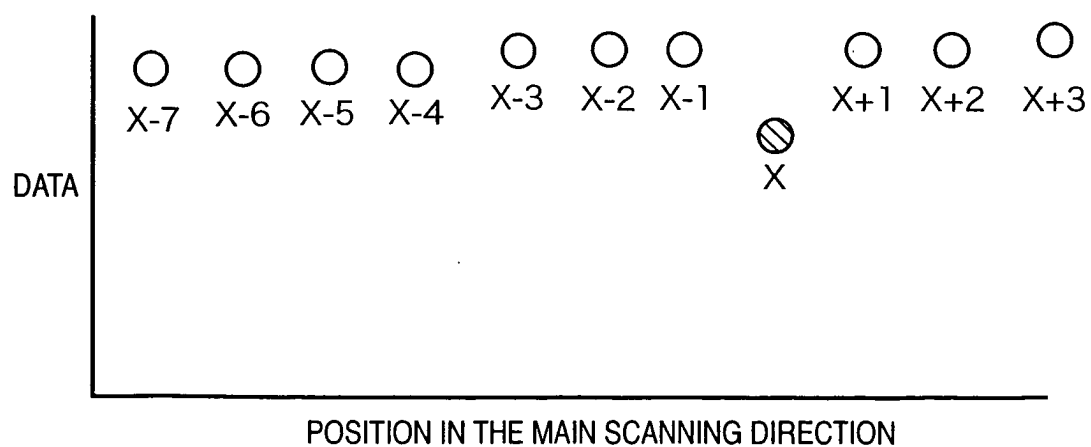 X-7 X-6 X-5 X-4 X-3 X-2 X-1 X+1 X+2 X+3
X
DATA
POSITION IN THE MAIN SCANNING DIRECTION